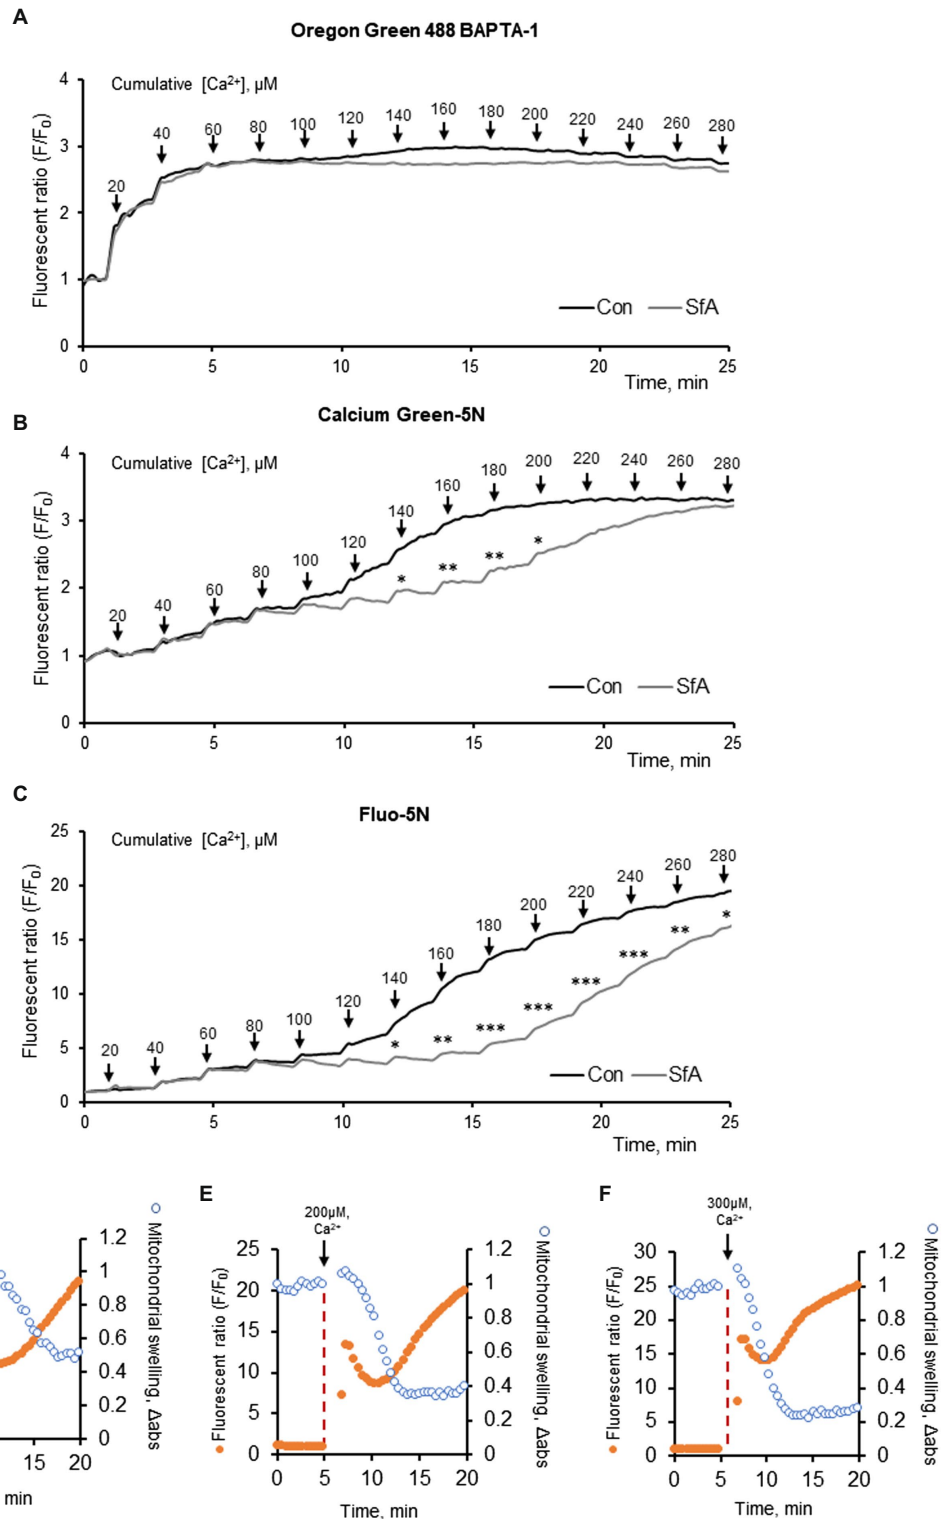 A
Oregon Green 488 BAPTA-1
Cumulative [Ca²⁺], µM
20 40 60 80 100 120 140 160 180 200 220 240 260 280
Fluorescent ratio (F/F₀)
4
3
2
1
0
Con SfA
0 5 10 15 20 25
Time, min
B
Calcium Green-5N
Cumulative [Ca²⁺], µM
20 40 60 80 100 120 140 160 180 200 220 240 260 280
* ** ** *
Fluorescent ratio (F/F₀)
4
3
2
1
0
Con SfA
0 5 10 15 20 25
Time, min
C
Fluo-5N
Cumulative [Ca²⁺], µM
20 40 60 80 100 120 140 160 180 200 220 240 260 280
* ** *** *** *** *** ** *
Fluorescent ratio (F/F₀)
25
20
15
10
5
0
Con SfA
0 5 10 15 20 25
Time, min
1.2
1
0.8
0.6
0.4
0.2
0
Mitochondrial swelling, Δabs
15 20
min
E
200µM,
Ca²⁺
Fluorescent ratio (F/F₀)
25
20
15
10
5
0
1.2
1
0.8
0.6
0.4
0.2
0
Mitochondrial swelling, Δabs
0 5 10 15 20
Time, min
F
300µM,
Ca²⁺
Fluorescent ratio (F/F₀)
30
25
20
15
10
5
0
1.2
1
0.8
0.6
0.4
0.2
0
Mitochondrial swelling, Δabs
0 5 10 15 20
Time, min